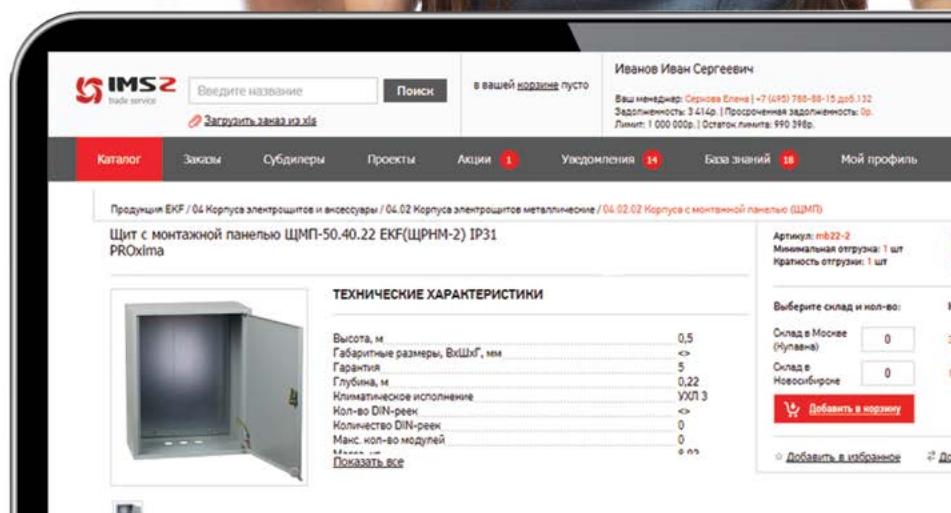 IMS2
trade service
Введите название
Поиск
Загрузить заказ из xls
в вашей корзине пусто
Иванов Иван Сергеевич
Ваш менеджер: Серкова Елена | +7 (495) 788-88-15 доб.132
Задолженность: 3 414р. | Просроченная задолженность: 0р.
Лимит: 1 000 000р. | Остаток лимита: 990 398р.
Каталог Заказы Субдилеры Проекты Акции 1 Уведомления 14 База знаний 18 Мой профиль
Продукция EKF / 04 Корпуса электрощитов и аксессуары / 04.02 Корпуса электрощитов металлические / 04.02.02 Корпуса с монтажной панелью (ЩМП)
Щит с монтажной панелью ЩМП-50.40.22 EKF(ЩРНМ-2) IP31
PROxima
Артикул: mb22-2
Минимальная отгрузка: 1 шт
Кратность отгрузки: 1 шт
ТЕХНИЧЕСКИЕ ХАРАКТЕРИСТИКИ
Высота, м 0,5
Габаритные размеры, ВхШхГ, мм <>
Гарантия 5
Глубина, м 0,22
Климатическое исполнение УХЛ 3
Кол-во DIN-реек <>
Количество DIN-реек 0
Макс. кол-во модулей 0
Показать все
Выберите склад и кол-во:
Склад в Москве
(Купавна) 0
Склад в
Новосибирске 0
Добавить в корзину
Добавить в избранное